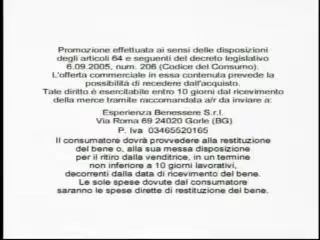 Promozione effettuata ai sensi delle disposizioni
degli articoli 64 e seguenti del decreto legislativo
6.09.2005, num. 206 (Codice del Consumo).
L'offerta commerciale in essa contenuta prevede la
possibilità di recedere dall'acquisto.
Tale diritto è esercitabile entro 10 giorni dal ricevimento
della merce tramite raccomandata a/r da inviare a:
Esperienza Benessere S.r.l.
Via Roma 69 24020 Gorle (BG)
P. Iva 03465520165
Il consumatore dovrà provvedere alla restituzione
del bene o, alla sua messa disposizione
per il ritiro dalla venditrice, in un termine
non inferiore a 10 giorni lavorativi,
decorrenti dalla data di ricevimento del bene.
Le sole spese dovute dal consumatore
saranno le spese dirette di restituzione del bene.